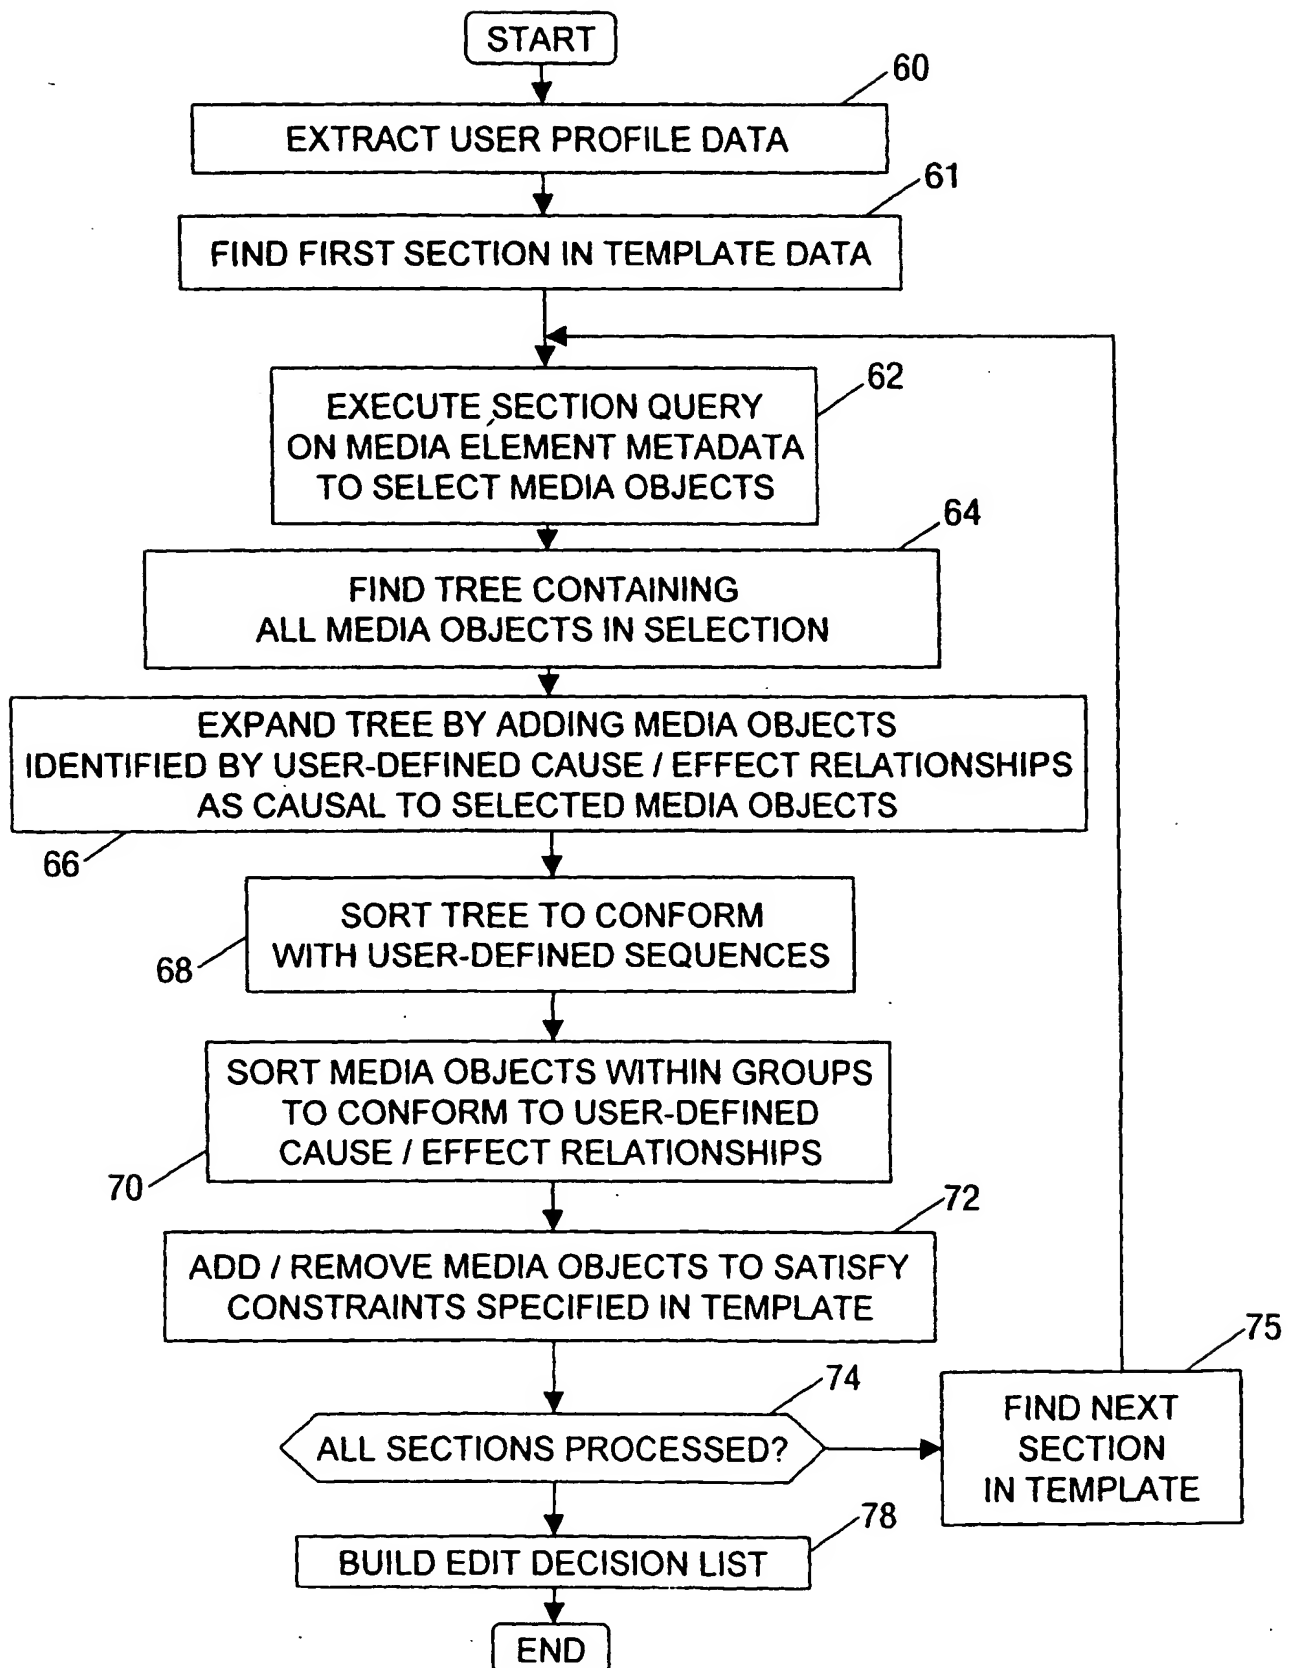 START
60
EXTRACT USER PROFILE DATA
61
FIND FIRST SECTION IN TEMPLATE DATA
62
EXECUTE SECTION QUERY
ON MEDIA ELEMENT METADATA
TO SELECT MEDIA OBJECTS
64
FIND TREE CONTAINING
ALL MEDIA OBJECTS IN SELECTION
EXPAND TREE BY ADDING MEDIA OBJECTS
IDENTIFIED BY USER-DEFINED CAUSE / EFFECT RELATIONSHIPS
AS CAUSAL TO SELECTED MEDIA OBJECTS
66
SORT TREE TO CONFORM
WITH USER-DEFINED SEQUENCES
68
SORT MEDIA OBJECTS WITHIN GROUPS
TO CONFORM TO USER-DEFINED
CAUSE / EFFECT RELATIONSHIPS
70
72
ADD / REMOVE MEDIA OBJECTS TO SATISFY
CONSTRAINTS SPECIFIED IN TEMPLATE
74
ALL SECTIONS PROCESSED?
75
FIND NEXT
SECTION
IN TEMPLATE
78
BUILD EDIT DECISION LIST
END